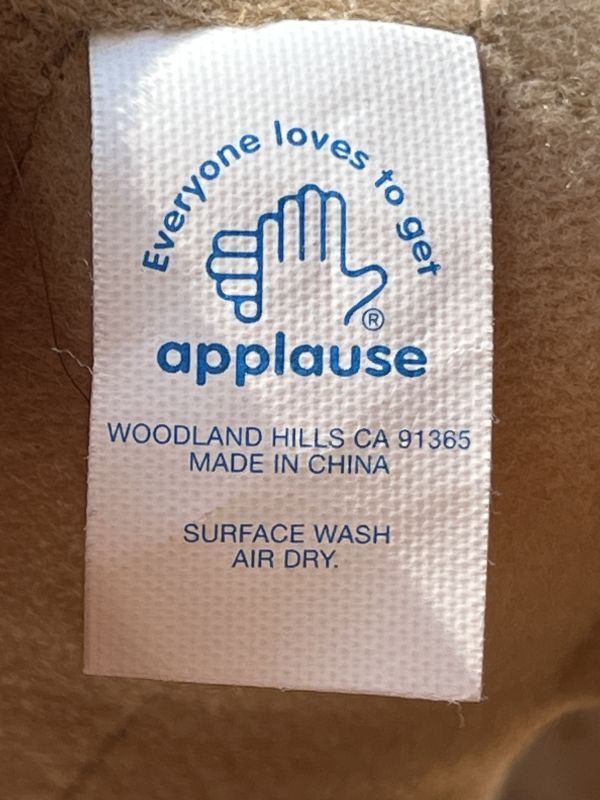 Everyone loves to get
®
applause
WOODLAND HILLS CA 91365
MADE IN CHINA
SURFACE WASH
AIR DRY.